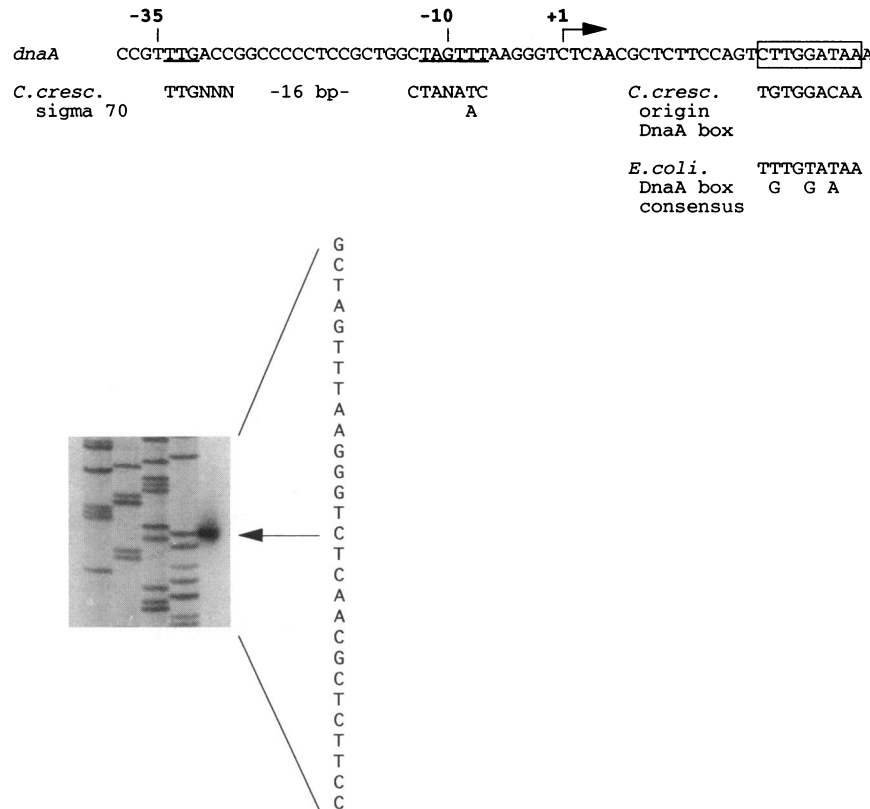 -35 -10 +1
dnaA CCGTTTGACCGGCCCCCTCCGCTGGCTAGTTTAAGGGTCTCAACGCTCTTCCAGTCTTGGATAAA
C.cresc. TTGNNN -16 bp- CTANATC C.cresc. TGTGGACAA
sigma 70 A origin
DnaA box
E.coli. TTTGTATAA
DnaA box G G A
consensus
G
C
T
A
G
T
T
T
A
A
G
G
G
T
C
T
C
A
A
C
G
C
T
C
T
T
C
C